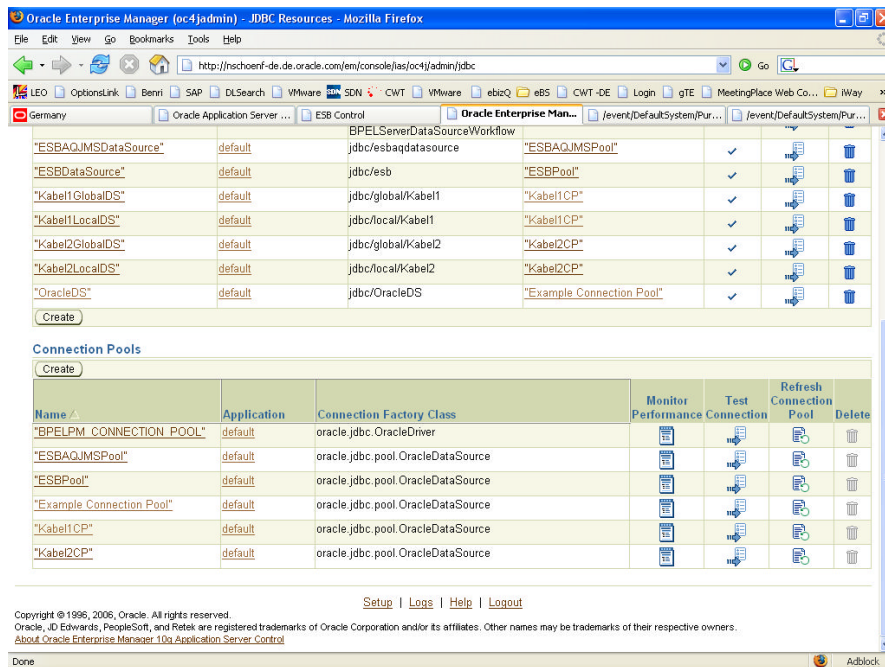 Oracle Enterprise Manager (oc4jadmin) - JDBC Resources - Mozilla Firefox
File Edit View Go Bookmarks Tools Help
http://nschoenf-de.de.oracle.com/em/console/ias/oc4j/admin/jdbc Go
LEO OptionsLink Benri SAP DLSearch VMware SDN SDN CWT VMware ebizQ eBS CWT -DE Login gTE MeetingPlace Web Co... iWay
Germany Oracle Application Server ... ESB Control Oracle Enterprise Man... /event/DefaultSystem/Pur... /event/DefaultSystem/Pur...
BPELServerDataSourceWorkflow
"ESBAQJMSDataSource" default jdbc/esbaqdatasource "ESBAQJMSPool"
"ESBDataSource" default jdbc/esb "ESBPool"
"Kabel1GlobalDS" default jdbc/global/Kabel1 "Kabel1CP"
"Kabel1LocalDS" default jdbc/local/Kabel1 "Kabel1CP"
"Kabel2GlobalDS" default jdbc/global/Kabel2 "Kabel2CP"
"Kabel2LocalDS" default jdbc/local/Kabel2 "Kabel2CP"
"OracleDS" default jdbc/OracleDS "Example Connection Pool"
Create
Connection Pools
Create
Name Application Connection Factory Class Monitor Performance Test Connection Refresh Connection Pool Delete
"BPELPM_CONNECTION_POOL" default oracle.jdbc.OracleDriver
"ESBAQJMSPool" default oracle.jdbc.pool.OracleDataSource
"ESBPool" default oracle.jdbc.pool.OracleDataSource
"Example Connection Pool" default oracle.jdbc.pool.OracleDataSource
"Kabel1CP" default oracle.jdbc.pool.OracleDataSource
"Kabel2CP" default oracle.jdbc.pool.OracleDataSource
Setup | Logs | Help | Logout
Copyright © 1996, 2006, Oracle. All rights reserved.
Oracle, JD Edwards, PeopleSoft, and Retek are registered trademarks of Oracle Corporation and/or its affiliates. Other names may be trademarks of their respective owners.
About Oracle Enterprise Manager 10g Application Server Control
Done Adblock